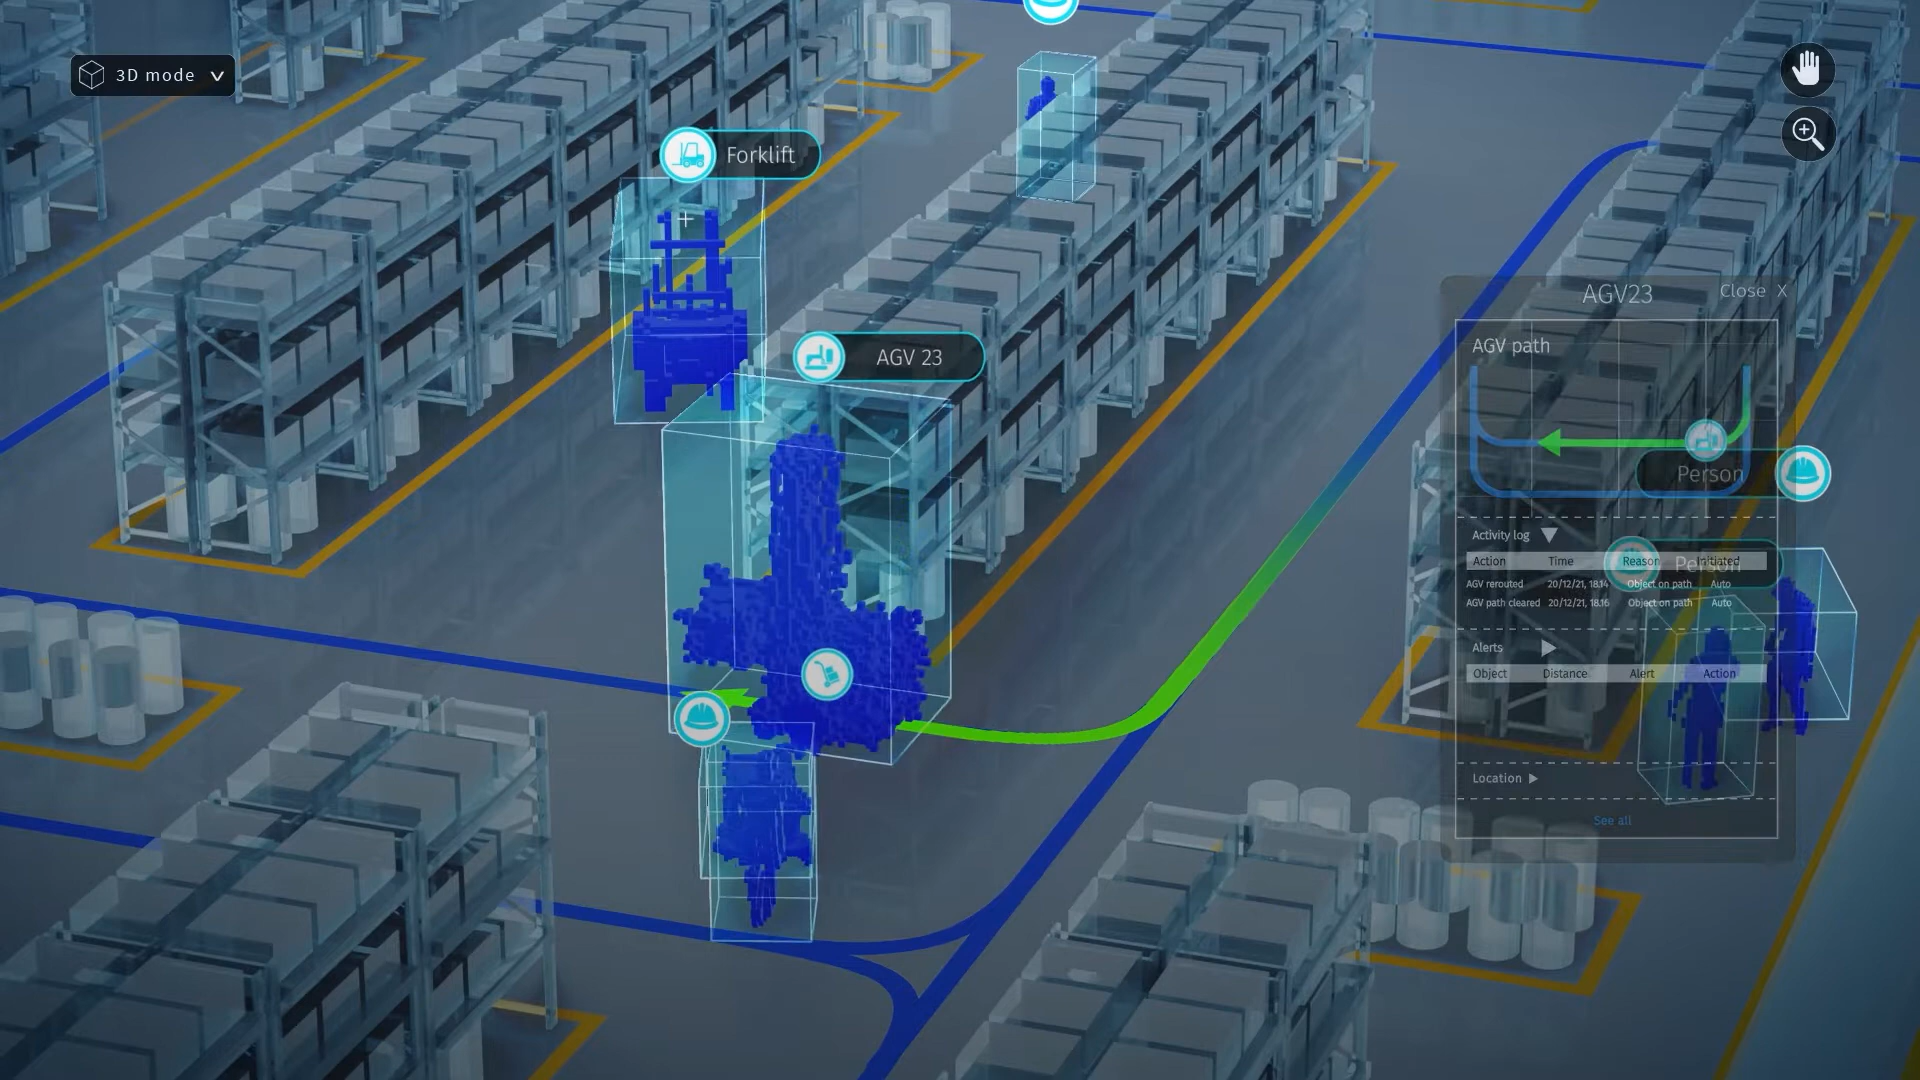 3D mode
Forklift
AGV 23
AGV23
Close X
AGV path
Person
Activity log
Action Time Reason Initiated
Person
AGV rerouted 20/12/21, 18.14 Object on path Auto
AGV path cleared 20/12/21, 18.16 Object on path Auto
Alerts
Object Distance Alert Action
Location
See all